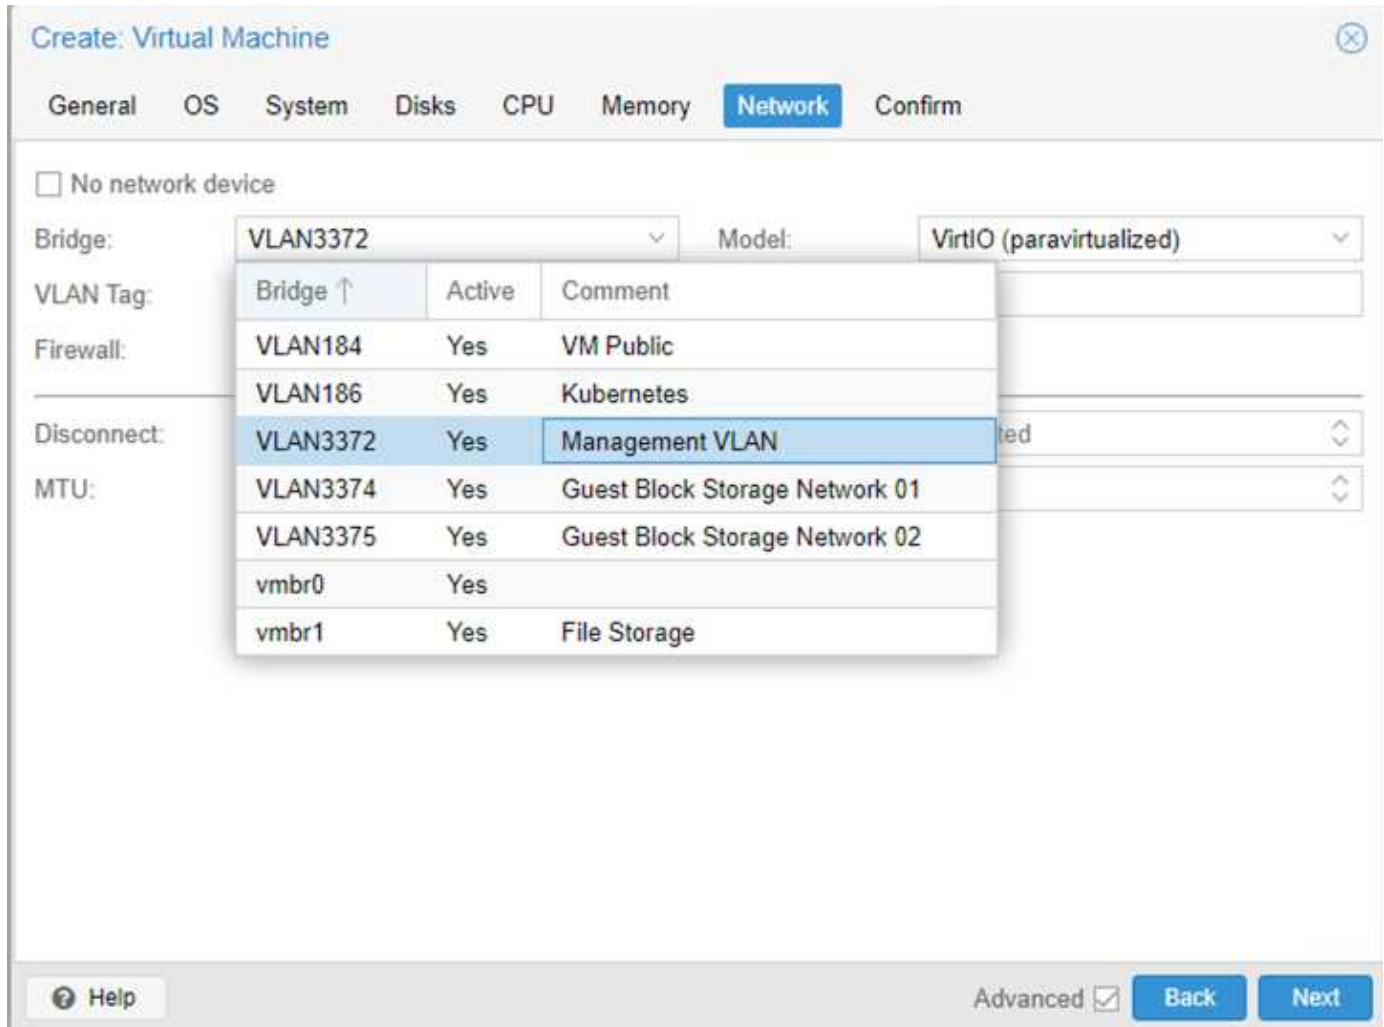 Create: Virtual Machine
General OS System Disks CPU Memory Network Confirm
No network device
Bridge: VLAN3372 Model: VirtIO (paravirtualized)
VLAN Tag:
Firewall:
Disconnect:
MTU:
Bridge ↑ Active Comment
VLAN184 Yes VM Public
VLAN186 Yes Kubernetes
VLAN3372 Yes Management VLAN
VLAN3374 Yes Guest Block Storage Network 01
VLAN3375 Yes Guest Block Storage Network 02
vmbr0 Yes
vmbr1 Yes File Storage
ted
Help Advanced Back Next